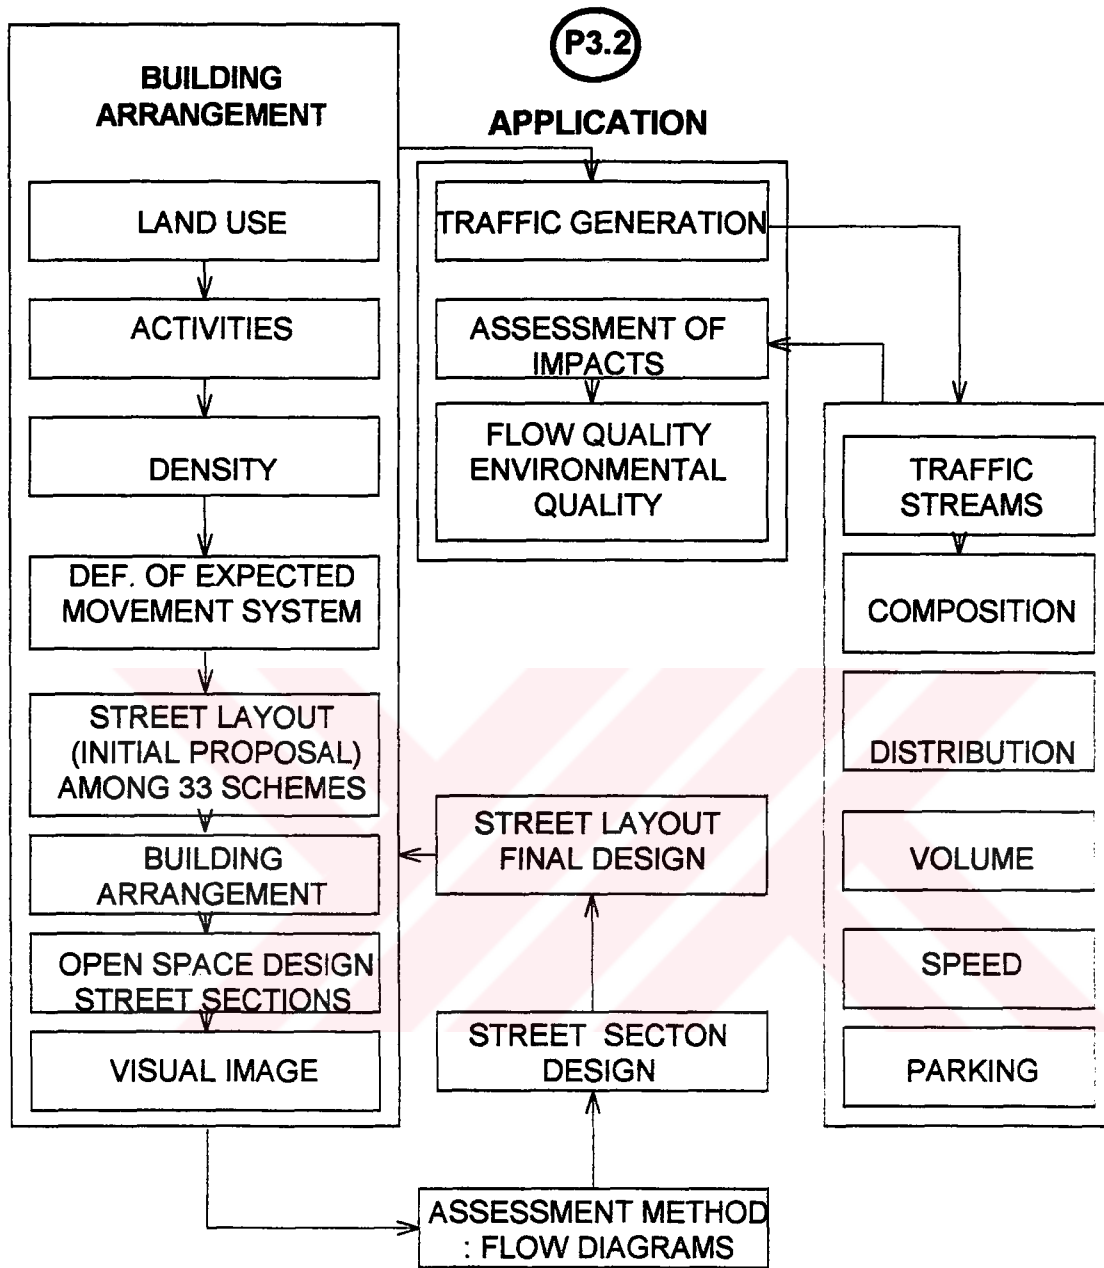 P3.2
BUILDING
ARRANGEMENT
LAND USE
ACTIVITIES
DENSITY
DEF. OF EXPECTED
MOVEMENT SYSTEM
STREET LAYOUT
(INITIAL PROPOSAL)
AMONG 33 SCHEMES
BUILDING
ARRANGEMENT
OPEN SPACE DESIGN
STREET SECTIONS
VISUAL IMAGE
APPLICATION
TRAFFIC GENERATION
ASSESSMENT OF
IMPACTS
FLOW QUALITY
ENVIRONMENTAL
QUALITY
STREET LAYOUT
FINAL DESIGN
STREET SECTON
DESIGN
ASSESSMENT METHOD
: FLOW DIAGRAMS
TRAFFIC
STREAMS
COMPOSITION
DISTRIBUTION
VOLUME
SPEED
PARKING